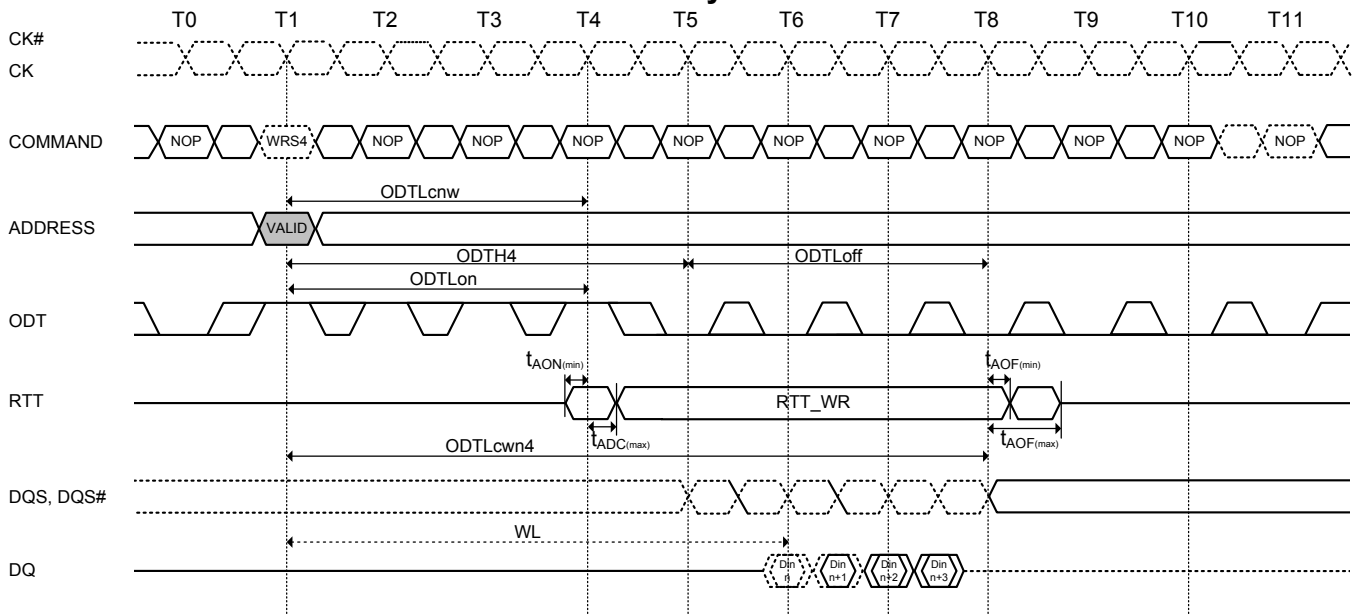 T0 T1 T2 T3 T4 T5 T6 T7 T8 T9 T10 T11
CK#
CK
COMMAND NOP WRS4 NOP NOP NOP NOP NOP NOP NOP NOP NOP NOP
ODTLcnw
ADDRESS VALID
ODTH4 ODTLoff
ODTLon
ODT
tAON(min) tAOF(min)
RTT RTT_WR
tADC(max) tAOF(max)
ODTLcwn4
DQS, DQS#
WL
DQ Din n Din n+1 Din n+2 Din n+3